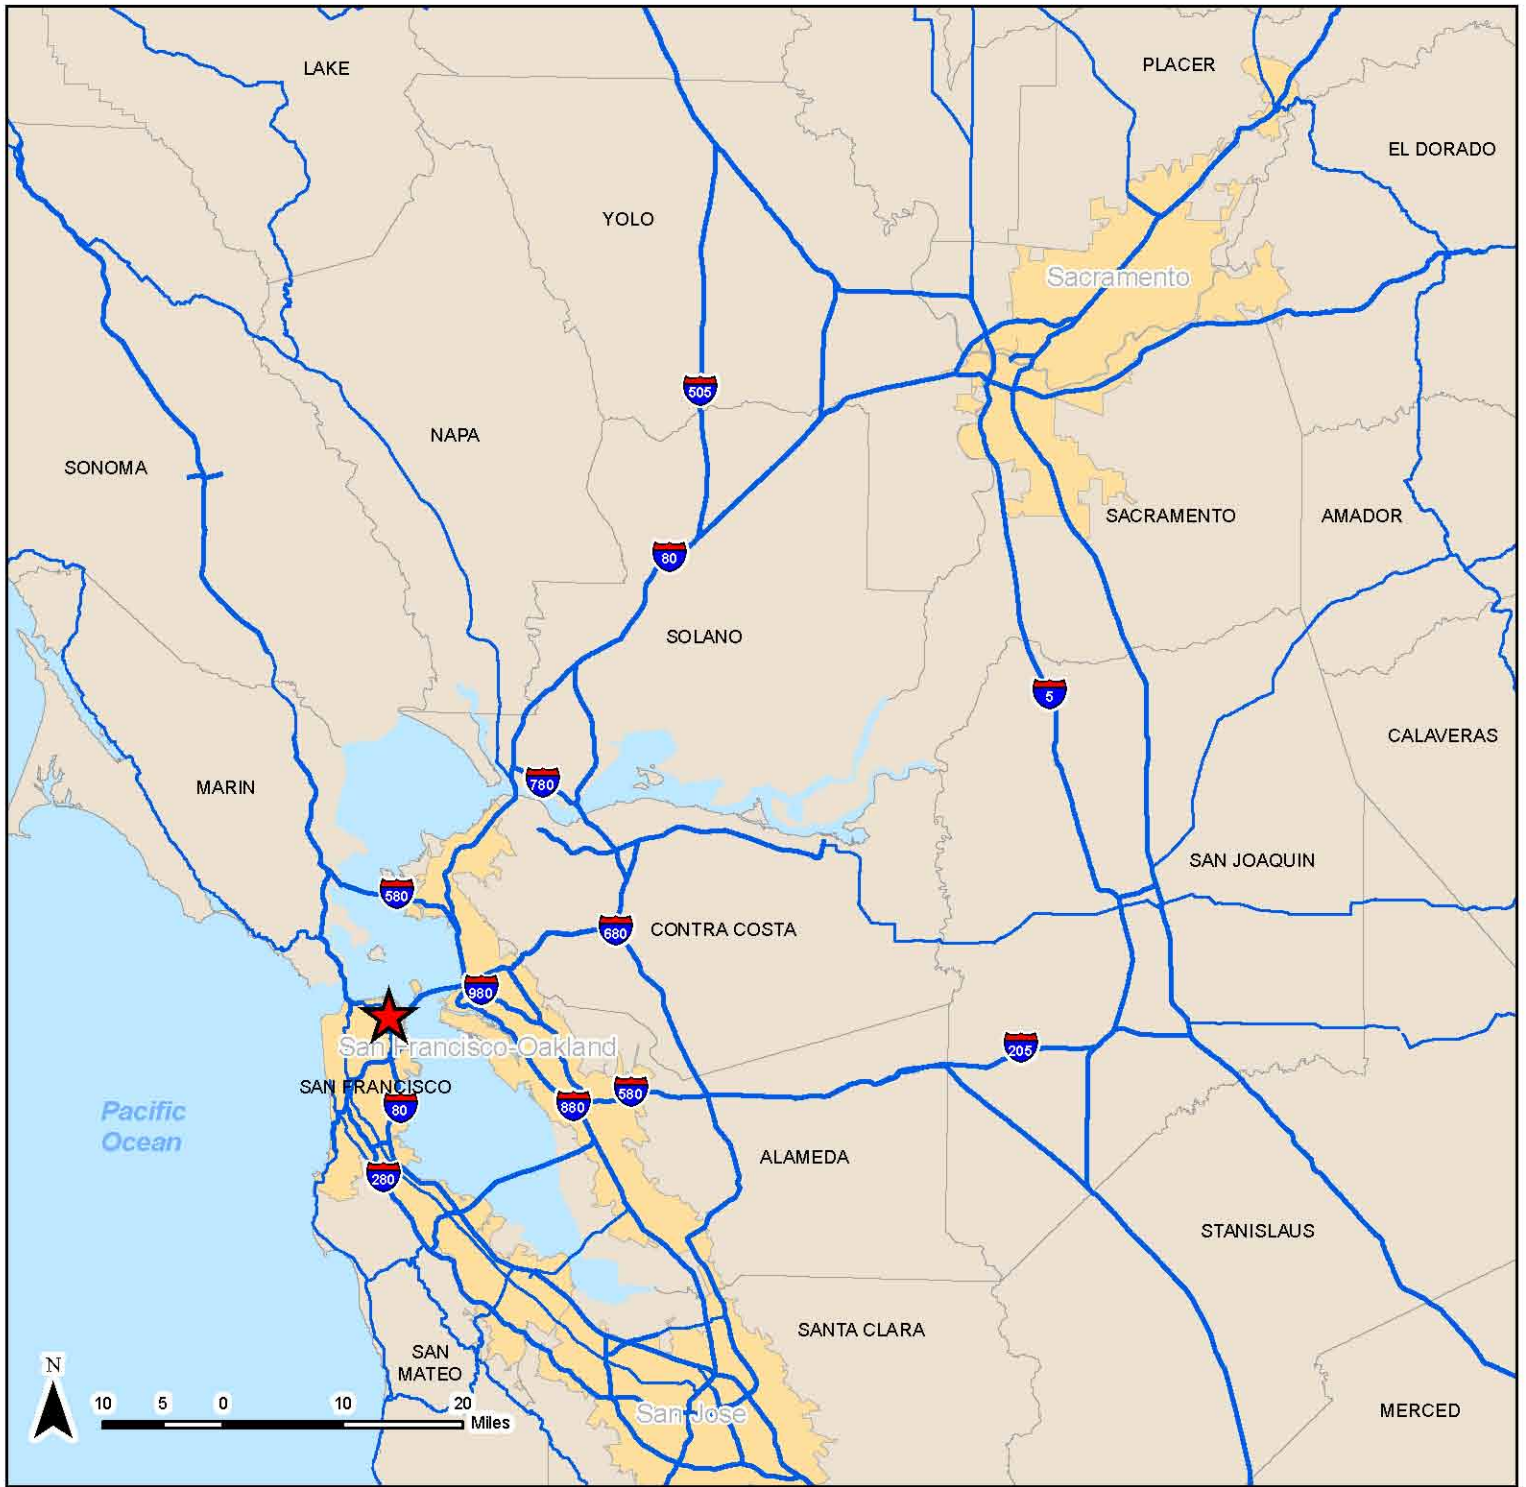 LAKE
PLACER
EL DORADO
YOLO
Sacramento
505
NAPA
SONOMA
SACRAMENTO
AMADOR
80
SOLANO
5
CALAVERAS
MARIN
780
SAN JOAQUIN
580
680
CONTRA COSTA
980
San Francisco-Oakland
205
SAN FRANCISCO
580
880
80
Pacific
Ocean
ALAMEDA
280
STANISLAUS
SANTA CLARA
SAN
MATEO
N
10 5 0 10 20
Miles
San Jose
MERCED